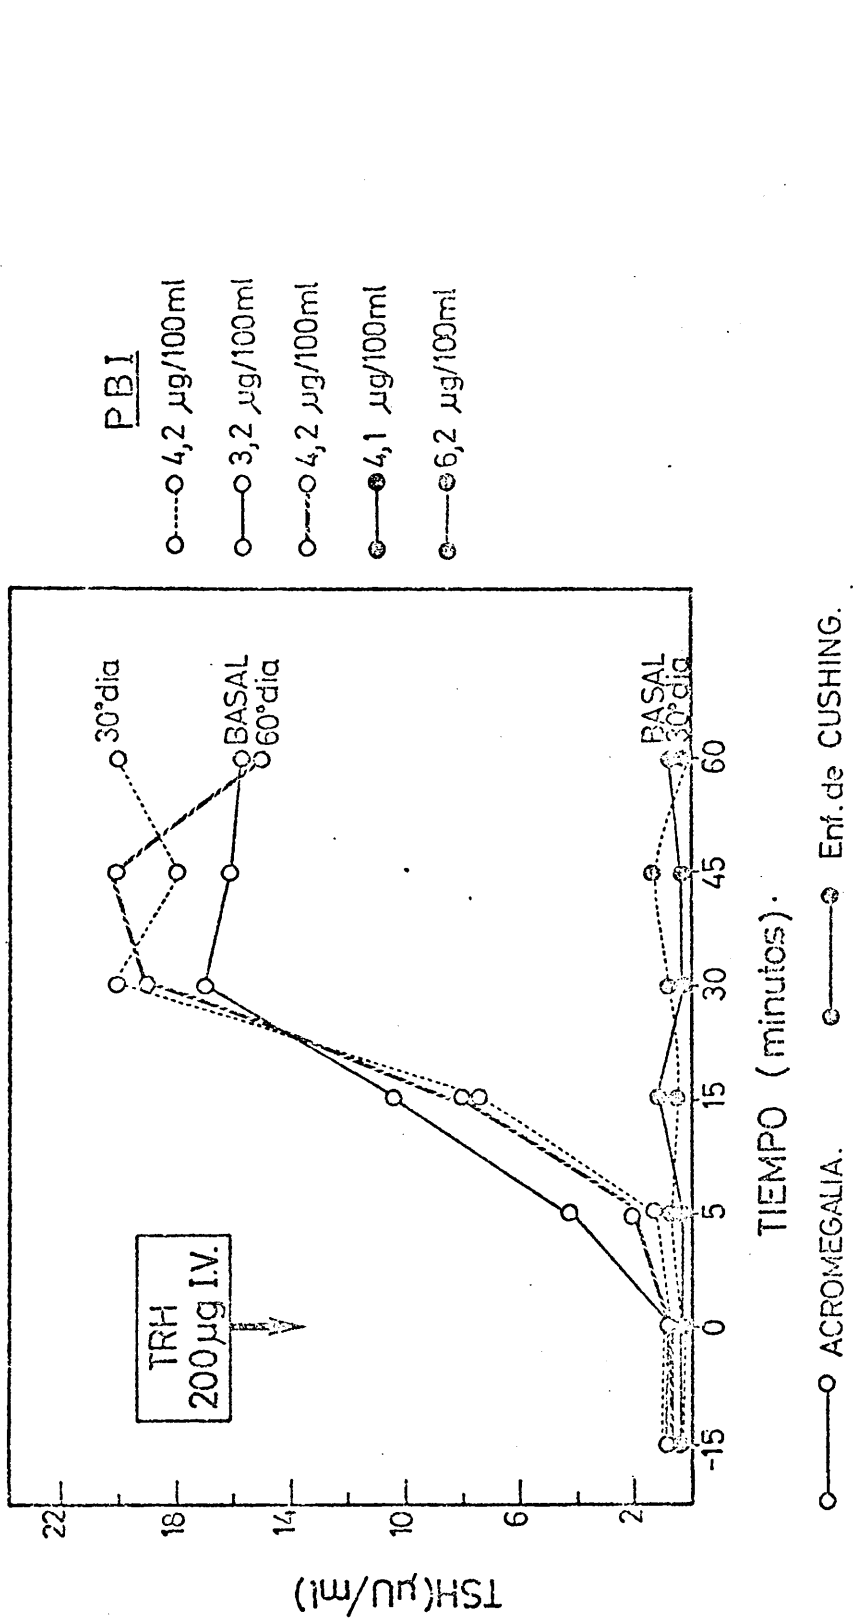 TSH(µU/ml)
22
18
14
10
6
2
TRH
200µg I.V.
30°dia
BASAL
60°dia
BASAL
30°dia
-15
0
5
15
30
45
60
TIEMPO (minutos).
ACROMEGALIA.
Enf. de CUSHING.
PBI
4,2 µg/100ml
3,2 µg/100ml
4,2 µg/100ml
4,1 µg/100ml
6,2 µg/100ml